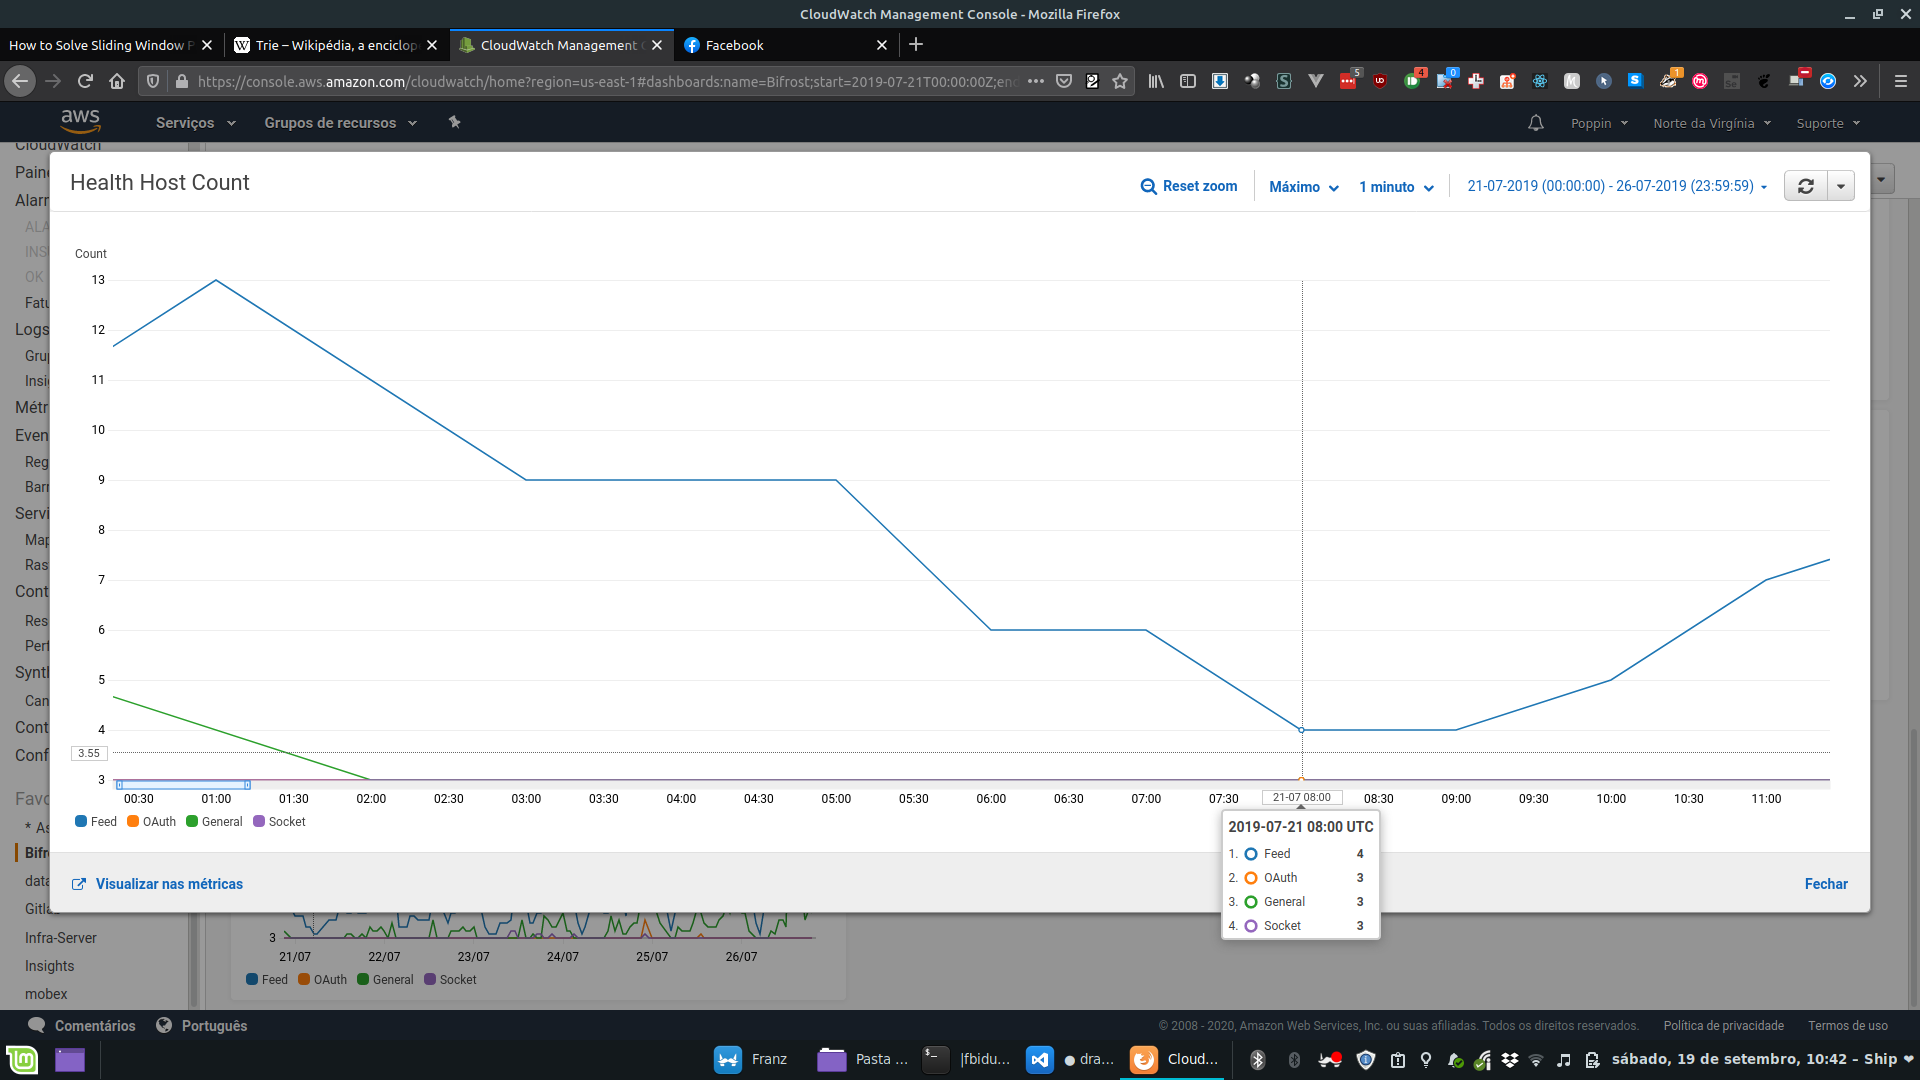 CloudWatch Management Console - Mozilla Firefox
How to Solve Sliding Window P
Trie – Wikipédia, a enciclop
CloudWatch Management C
Facebook
https://console.aws.amazon.com/cloudwatch/home?region=us-east-1#dashboards:name=Bifrost;start=2019-07-21T00:00:00Z;end
5
4
0
1
aws
Serviços
Grupos de recursos
Poppin
Norte da Virgínia
Suporte
CloudWatch
Paine
Alarr
ALA
INS
OK
Fatu
Logs
Gru
Insi
Métr
Even
Reg
Barr
Servi
Map
Ras
Cont
Res
Perf
Synth
Can
Cont
Conf
Favo
* As
Bifr
data
Gitla
Infra-Server
Insights
mobex
Health Host Count
Reset zoom
Máximo
1 minuto
21-07-2019 (00:00:00) - 26-07-2019 (23:59:59)
Count
13
12
11
10
9
8
7
6
5
4
3.55
3
00:30 01:00 01:30 02:00 02:30 03:00 03:30 04:00 04:30 05:00 05:30 06:00 06:30 07:00 07:30 21-07 08:00 08:30 09:00 09:30 10:00 10:30 11:00
Feed OAuth General Socket
2019-07-21 08:00 UTC
1. Feed 4
2. OAuth 3
3. General 3
4. Socket 3
Visualizar nas métricas
Fechar
3
21/07 22/07 23/07 24/07 25/07 26/07
Feed OAuth General Socket
Comentários
Português
© 2008 - 2020, Amazon Web Services, Inc. ou suas afiliadas. Todos os direitos reservados.
Política de privacidade
Termos de uso
Franz
Pasta ...
|fbidu...
● dra...
Cloud...
sábado, 19 de setembro, 10:42 – Ship ❤